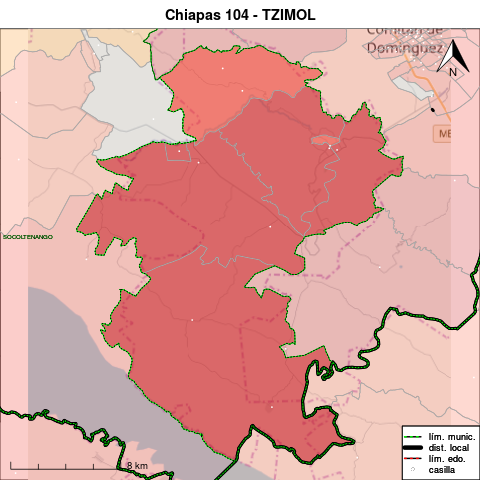 Chiapas 104 - TZIMOL
Comitán de
Domínguez
N
ME
SOCOLTENANGO
8 km
lím. munic.
dist. local
lím. edo.
casilla